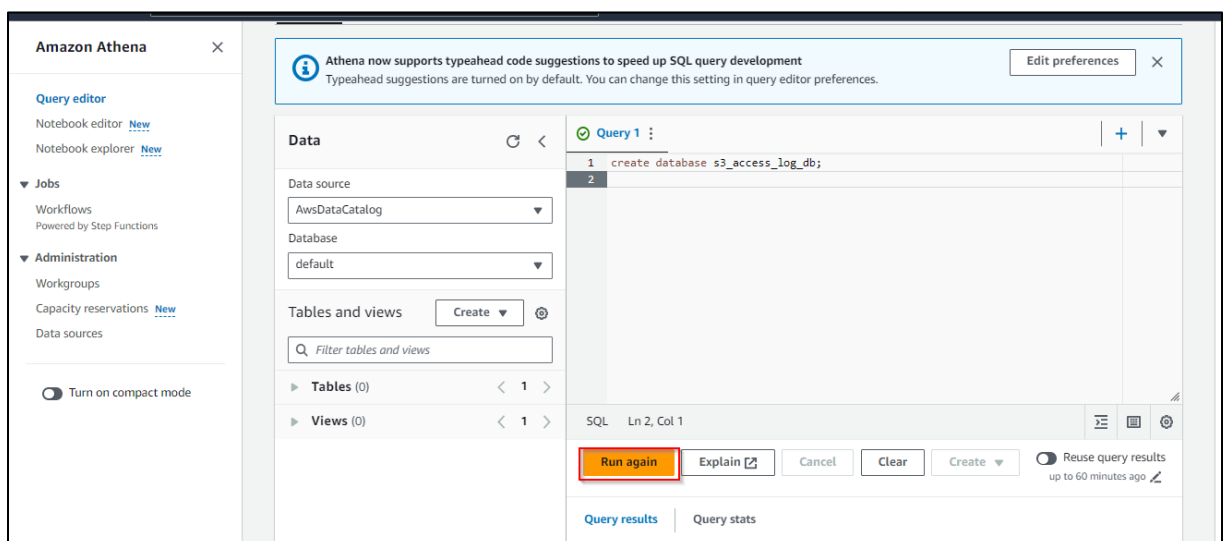 Amazon Athena
Query editor
Notebook editor New
Notebook explorer New
Jobs
Workflows
Powered by Step Functions
Administration
Workgroups
Capacity reservations New
Data sources
Turn on compact mode
Athena now supports typeahead code suggestions to speed up SQL query development
Typeahead suggestions are turned on by default. You can change this setting in query editor preferences.
Edit preferences
Data
Data source
AwsDataCatalog
Database
default
Tables and views
Create
Filter tables and views
Tables (0)
1
Views (0)
1
Query 1
1 create database s3_access_log_db;
2
SQL Ln 2, Col 1
Run again
Explain
Cancel
Clear
Create
Reuse query results
up to 60 minutes ago
Query results
Query stats